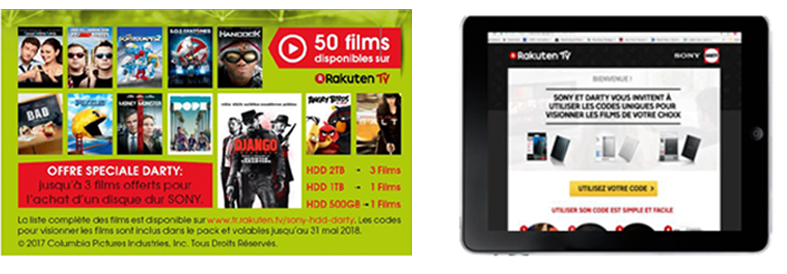 50 films
disponibles sur
Rakuten TV
S.O.S. FANTÔMES
HANCOCK
BAD
PIXELS
MONEY MONSTER
DOPE
DJANGO
ANGRY BIRDS
OFFRE SPECIALE DARTY:
jusqu'à 3 films offerts pour
l'achat d'un disque dur SONY.
HDD 2TB → 3 Films
HDD 1TB → 1 Films
HDD 500GB → 1 Films
La liste complète des films est disponible sur www.fr.rakuten.tv/sony-hdd-darty. Les codes
pour visionner les films sont inclus dans le pack et valables jusqu'au 31 mai 2018.
© 2017 Columbia Pictures Industries, Inc. Tous Droits Réservés.
Rakuten TV SONY
BIENVENUE !
SONY ET DARTY VOUS INVITENT À
UTILISER LES CODES UNIQUES POUR
VISIONNER LES FILMS DE VOTRE CHOIX
UTILISEZ VOTRE CODE >
UTILISER SON CODE EST SIMPLE ET FACILE